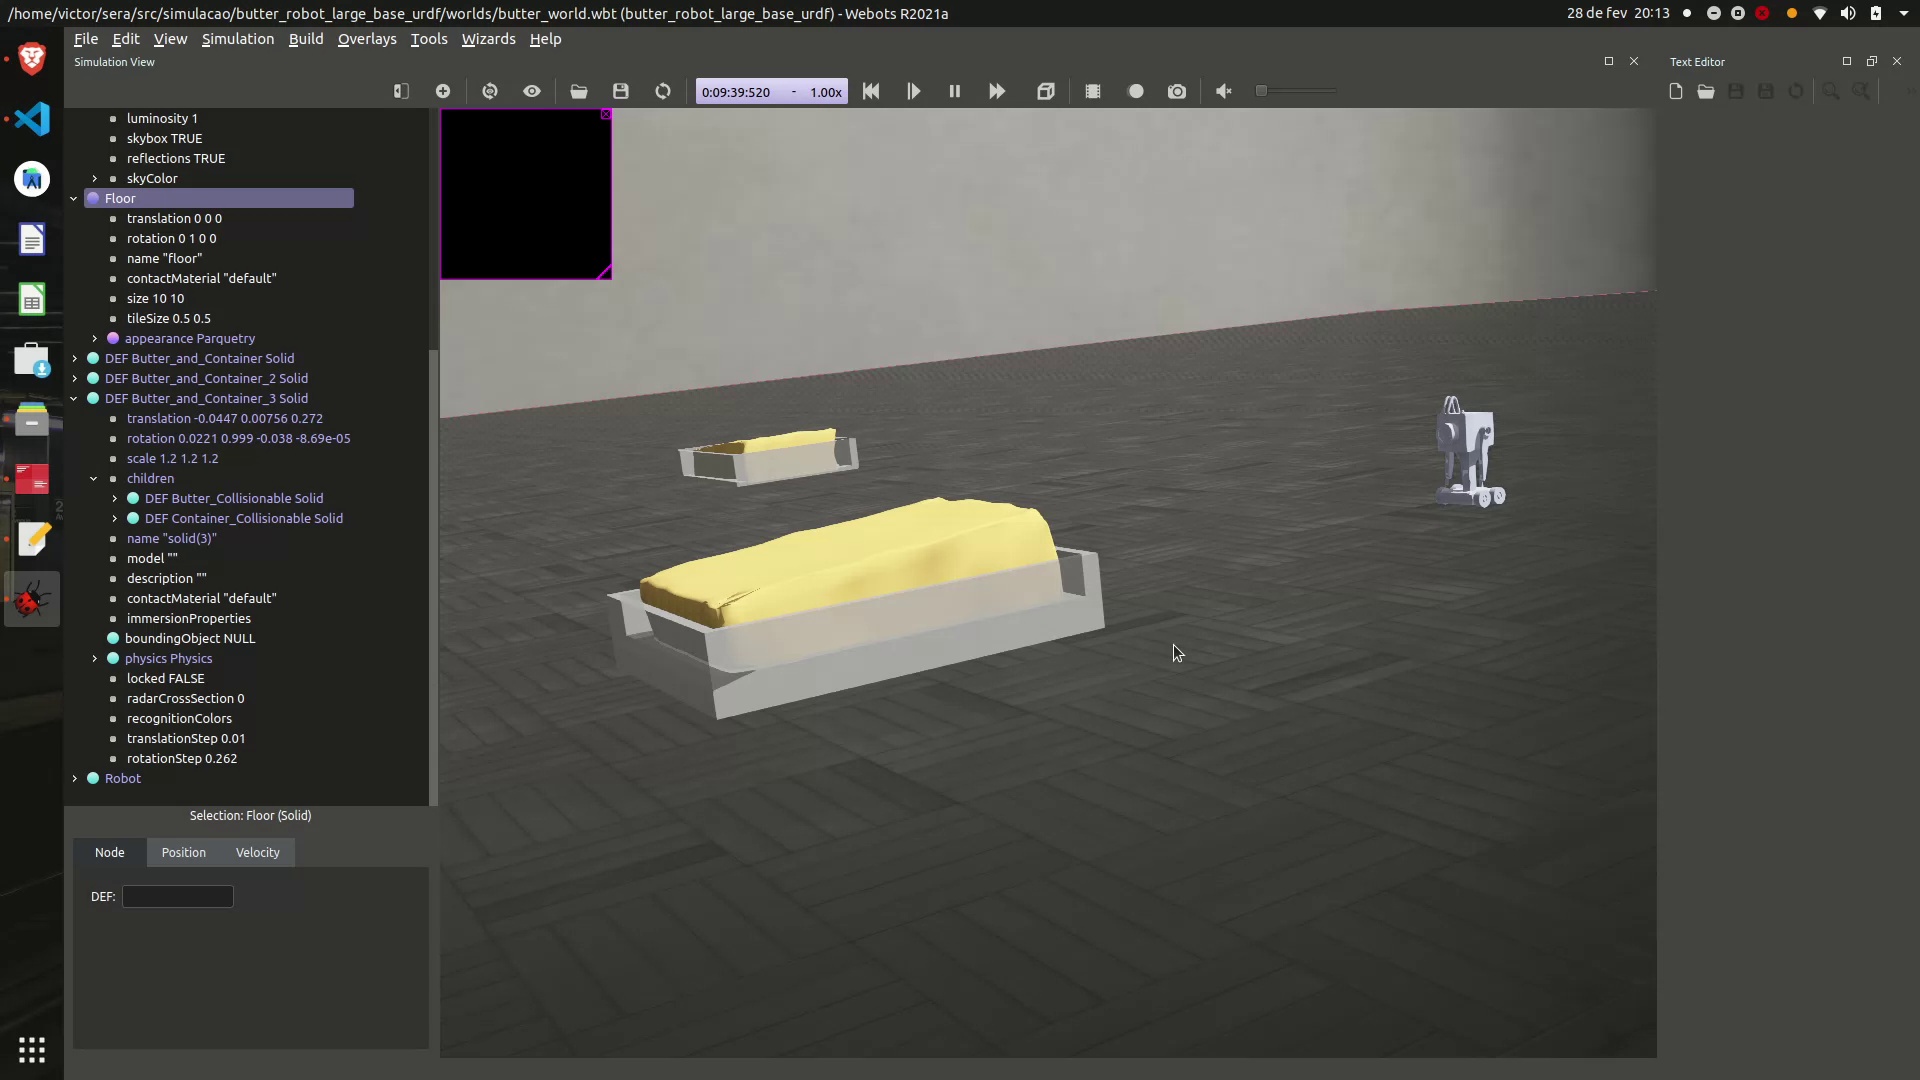 /home/victor/sera/src/simulacao/butter_robot_large_base_urdf/worlds/butter_world.wbt (butter_robot_large_base_urdf) - Webots R2021a
28 de fev 20:13
File Edit View Simulation Build Overlays Tools Wizards Help
Simulation View
Text Editor
0:09:39:520 - 1.00x
luminosity 1
skybox TRUE
reflections TRUE
skyColor
Floor
translation 0 0 0
rotation 0 1 0 0
name "floor"
contactMaterial "default"
size 10 10
tileSize 0.5 0.5
appearance Parquetry
DEF Butter_and_Container Solid
DEF Butter_and_Container_2 Solid
DEF Butter_and_Container_3 Solid
translation -0.0447 0.00756 0.272
rotation 0.0221 0.999 -0.038 -8.69e-05
scale 1.2 1.2 1.2
children
DEF Butter_Collisionable Solid
DEF Container_Collisionable Solid
name "solid(3)"
model ""
description ""
contactMaterial "default"
immersionProperties
boundingObject NULL
physics Physics
locked FALSE
radarCrossSection 0
recognitionColors
translationStep 0.01
rotationStep 0.262
Robot
Selection: Floor (Solid)
Node Position Velocity
DEF: